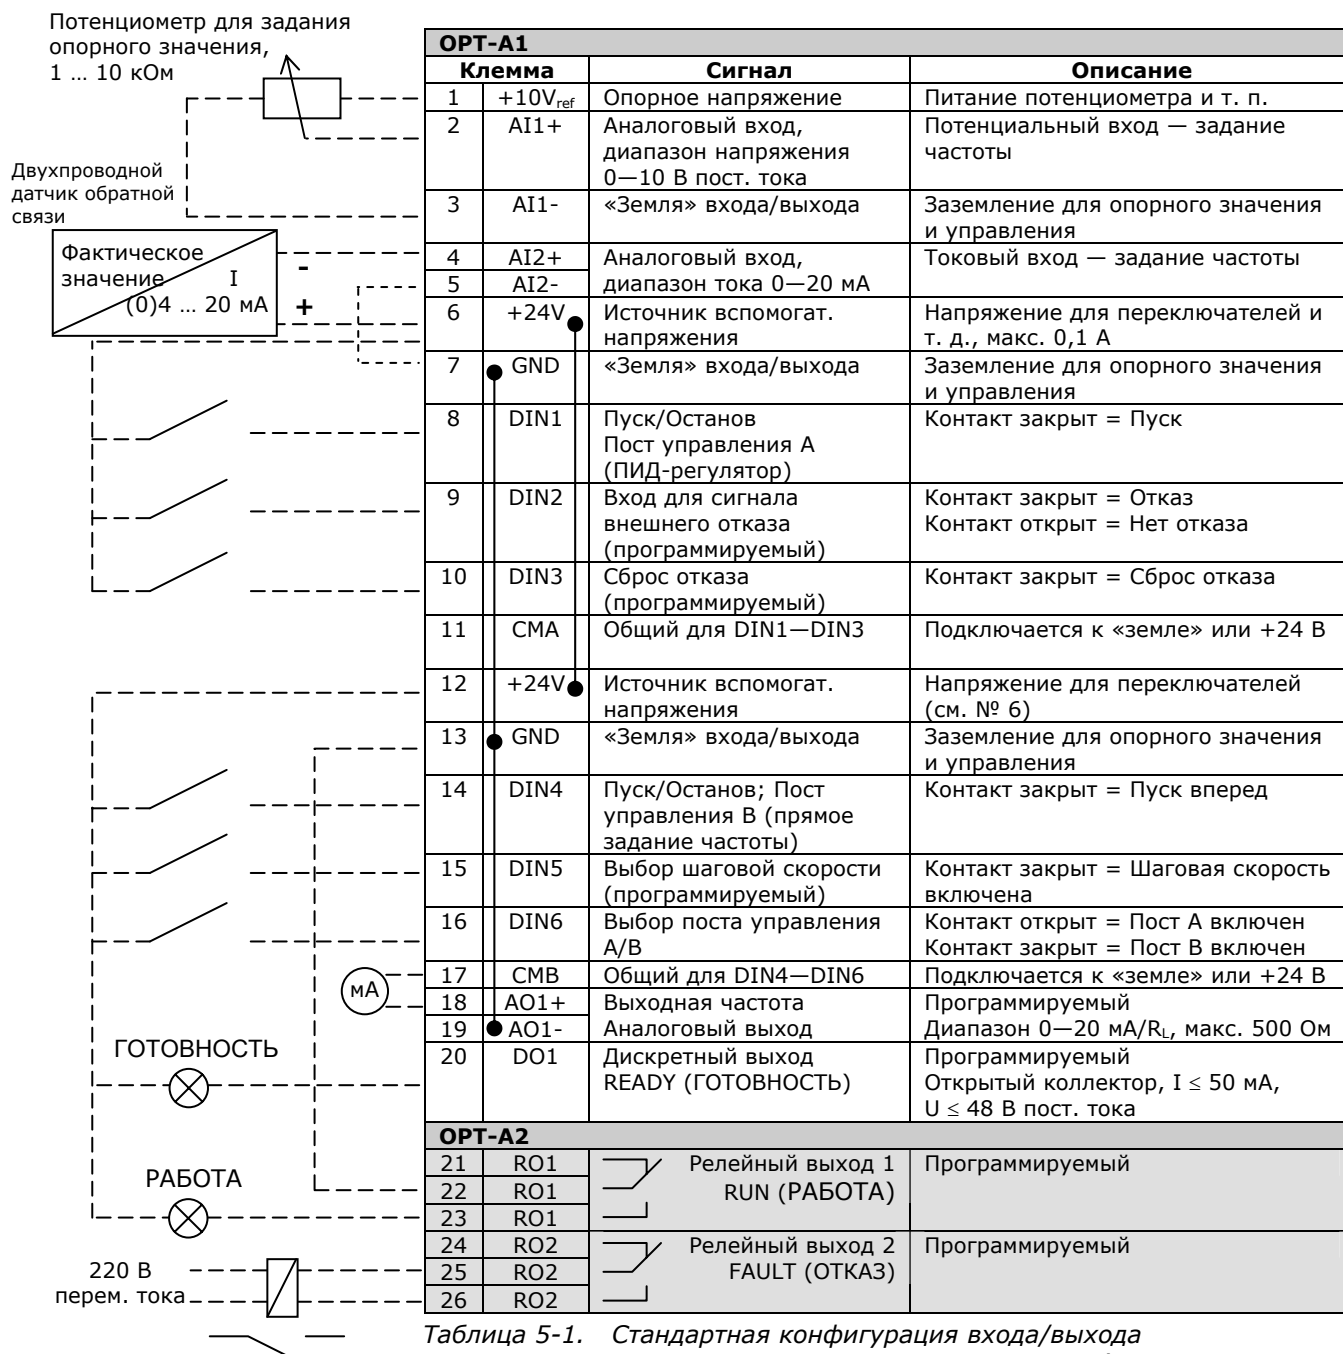 Потенциометр для задания
опорного значения,
1 … 10 кОм
Двухпроводной
датчик обратной
связи
Фактическое
значение I
(0)4 … 20 мА
-
+
ГОТОВНОСТЬ
РАБОТА
мА
220 В
перем. тока
OPT-A1
Клемма Сигнал Описание
1 +10Vref Опорное напряжение Питание потенциометра и т. п.
2 AI1+ Аналоговый вход, Потенциальный вход — задание
диапазон напряжения частоты
0—10 В пост. тока
3 AI1- «Земля» входа/выхода Заземление для опорного значения
и управления
4 AI2+ Аналоговый вход, Токовый вход — задание частоты
5 AI2- диапазон тока 0—20 мА
6 +24V Источник вспомогат. Напряжение для переключателей и
напряжения т. д., макс. 0,1 А
7 GND «Земля» входа/выхода Заземление для опорного значения
и управления
8 DIN1 Пуск/Останов Контакт закрыт = Пуск
Пост управления А
(ПИД-регулятор)
9 DIN2 Вход для сигнала Контакт закрыт = Отказ
внешнего отказа Контакт открыт = Нет отказа
(программируемый)
10 DIN3 Сброс отказа Контакт закрыт = Сброс отказа
(программируемый)
11 CMA Общий для DIN1—DIN3 Подключается к «земле» или +24 В
12 +24V Источник вспомогат. Напряжение для переключателей
напряжения (см. № 6)
13 GND «Земля» входа/выхода Заземление для опорного значения
и управления
14 DIN4 Пуск/Останов; Пост Контакт закрыт = Пуск вперед
управления В (прямое
задание частоты)
15 DIN5 Выбор шаговой скорости Контакт закрыт = Шаговая скорость
(программируемый) включена
16 DIN6 Выбор поста управления Контакт открыт = Пост А включен
А/В Контакт закрыт = Пост В включен
17 CMB Общий для DIN4—DIN6 Подключается к «земле» или +24 В
18 AO1+ Выходная частота Программируемый
19 AO1- Аналоговый выход Диапазон 0—20 мА/RL, макс. 500 Ом
20 DO1 Дискретный выход Программируемый
READY (ГОТОВНОСТЬ) Открытый коллектор, I ≤ 50 мА,
U ≤ 48 В пост. тока
OPT-A2
21 RO1 Релейный выход 1 Программируемый
22 RO1 RUN (РАБОТА)
23 RO1
24 RO2 Релейный выход 2 Программируемый
25 RO2 FAULT (ОТКАЗ)
26 RO2
Таблица 5-1. Стандартная конфигурация входа/выхода